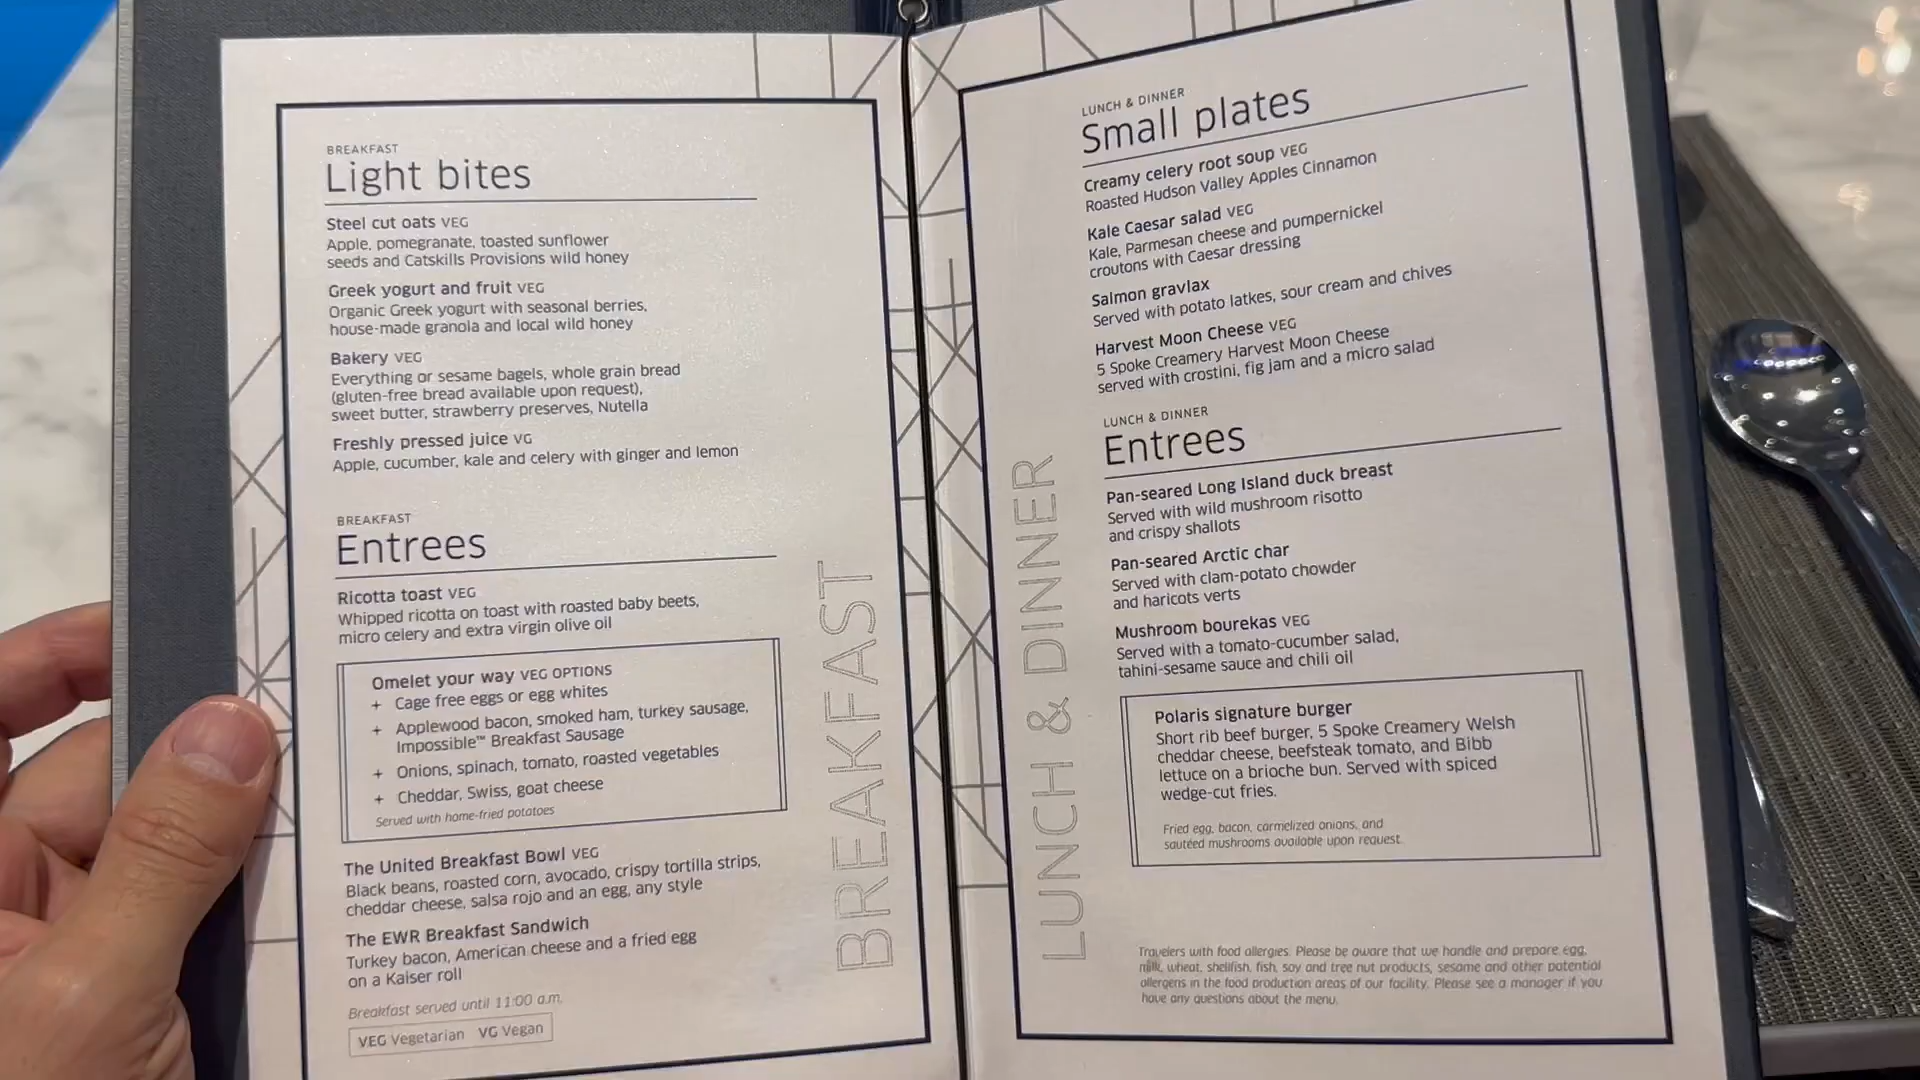 BREAKFAST
Light bites
Steel cut oats VEG
Apple, pomegranate, toasted sunflower
seeds and Catskills Provisions wild honey
Greek yogurt and fruit VEG
Organic Greek yogurt with seasonal berries,
house-made granola and local wild honey
Bakery VEG
Everything or sesame bagels, whole grain bread
(gluten-free bread available upon request),
sweet butter, strawberry preserves, Nutella
Freshly pressed juice VG
Apple, cucumber, kale and celery with ginger and lemon
BREAKFAST
Entrees
Ricotta toast VEG
Whipped ricotta on toast with roasted baby beets,
micro celery and extra virgin olive oil
Omelet your way VEG OPTIONS
+ Cage free eggs or egg whites
+ Applewood bacon, smoked ham, turkey sausage,
Impossible™ Breakfast Sausage
+ Onions, spinach, tomato, roasted vegetables
+ Cheddar, Swiss, goat cheese
Served with home-fried potatoes
The United Breakfast Bowl VEG
Black beans, roasted corn, avocado, crispy tortilla strips,
cheddar cheese, salsa rojo and an egg, any style
The EWR Breakfast Sandwich
Turkey bacon, American cheese and a fried egg
on a Kaiser roll
Breakfast served until 11:00 a.m.
VEG Vegetarian VG Vegan
BREAKFAST
LUNCH & DINNER
Small plates
Creamy celery root soup VEG
Roasted Hudson Valley Apples Cinnamon
Kale Caesar salad VEG
Kale, Parmesan cheese and pumpernickel
croutons with Caesar dressing
Salmon gravlax
Served with potato latkes, sour cream and chives
Harvest Moon Cheese VEG
5 Spoke Creamery Harvest Moon Cheese
served with crostini, fig jam and a micro salad
LUNCH & DINNER
Entrees
Pan-seared Long Island duck breast
Served with wild mushroom risotto
and crispy shallots
Pan-seared Arctic char
Served with clam-potato chowder
and haricots verts
Mushroom bourekas VEG
Served with a tomato-cucumber salad,
tahini-sesame sauce and chili oil
Polaris signature burger
Short rib beef burger, 5 Spoke Creamery Welsh
cheddar cheese, beefsteak tomato, and Bibb
lettuce on a brioche bun. Served with spiced
wedge-cut fries.
Fried egg, bacon, carmelized onions, and
sautéed mushrooms available upon request.
LUNCH & DINNER
Travelers with food allergies. Please be aware that we handle and prepare egg,
milk, wheat, shellfish, fish, soy and tree nut products, sesame and other potential
allergens in the food production areas of our facility. Please see a manager if you
have any questions about the menu.